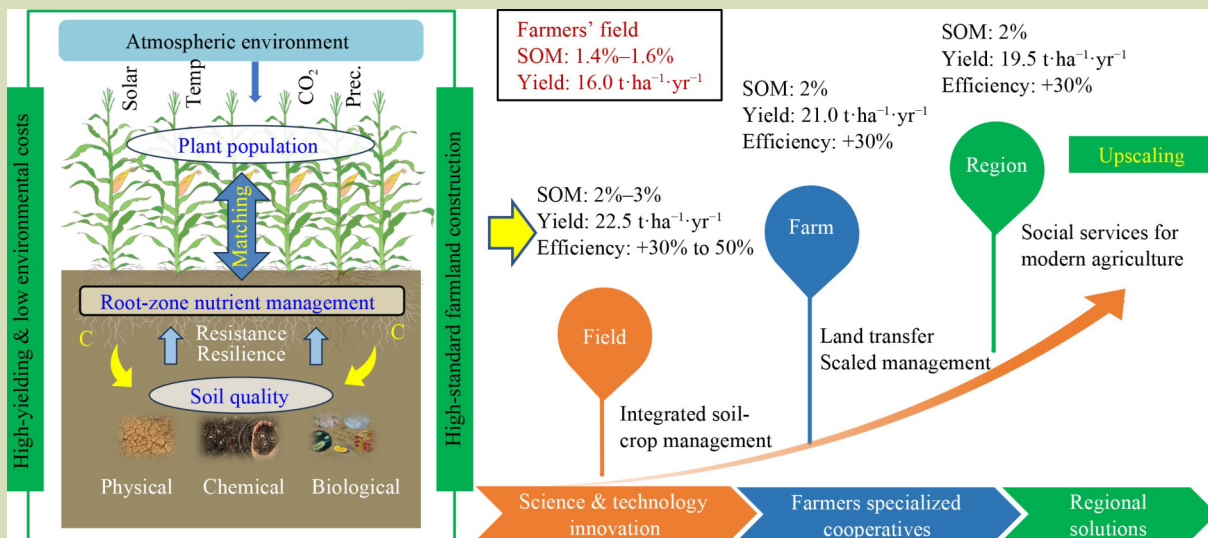 High-yielding & low environmental costs
Atmospheric environment
Solar
Temp
CO₂
Prec.
Plant population
Matching
Root-zone nutrient management
C
Resistance
C
Resilience
Soil quality
Physical
Chemical
Biological
High-standard farmland construction
Farmers’ field
SOM: 1.4%–1.6%
Yield: 16.0 t·ha⁻¹·yr⁻¹
SOM: 2%–3%
Yield: 22.5 t·ha⁻¹·yr⁻¹
Efficiency: +30% to 50%
Field
Integrated soil-
crop management
SOM: 2%
Yield: 21.0 t·ha⁻¹·yr⁻¹
Efficiency: +30%
Farm
Land transfer
Scaled management
SOM: 2%
Yield: 19.5 t·ha⁻¹·yr⁻¹
Efficiency: +30%
Region
Upscaling
Social services for
modern agriculture
Science & technology
innovation
Farmers specialized
cooperatives
Regional
solutions